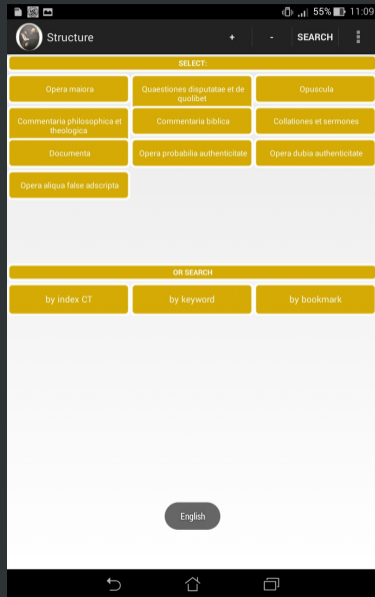 55% 11:09
Structure + - SEARCH
SELECT:
Opera maiora
Quaestiones disputatae et de
quolibet
Opuscula
Commentaria philosophica et
theologica
Commentaria biblica
Collationes et sermones
Documenta
Opera probabilia authenticitate
Opera dubia authenticitate
Opera aliqua false adscripta
OR SEARCH
by index CT
by keyword
by bookmark
English